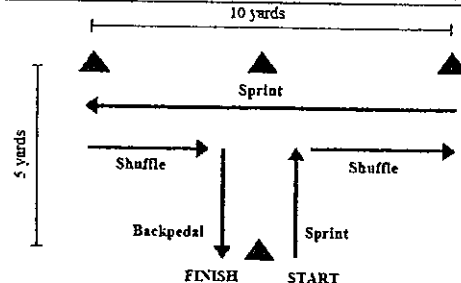 10 yards
Sprint
5 yards
Shuffle
Shuffle
Backpedal
Sprint
FINISH
START